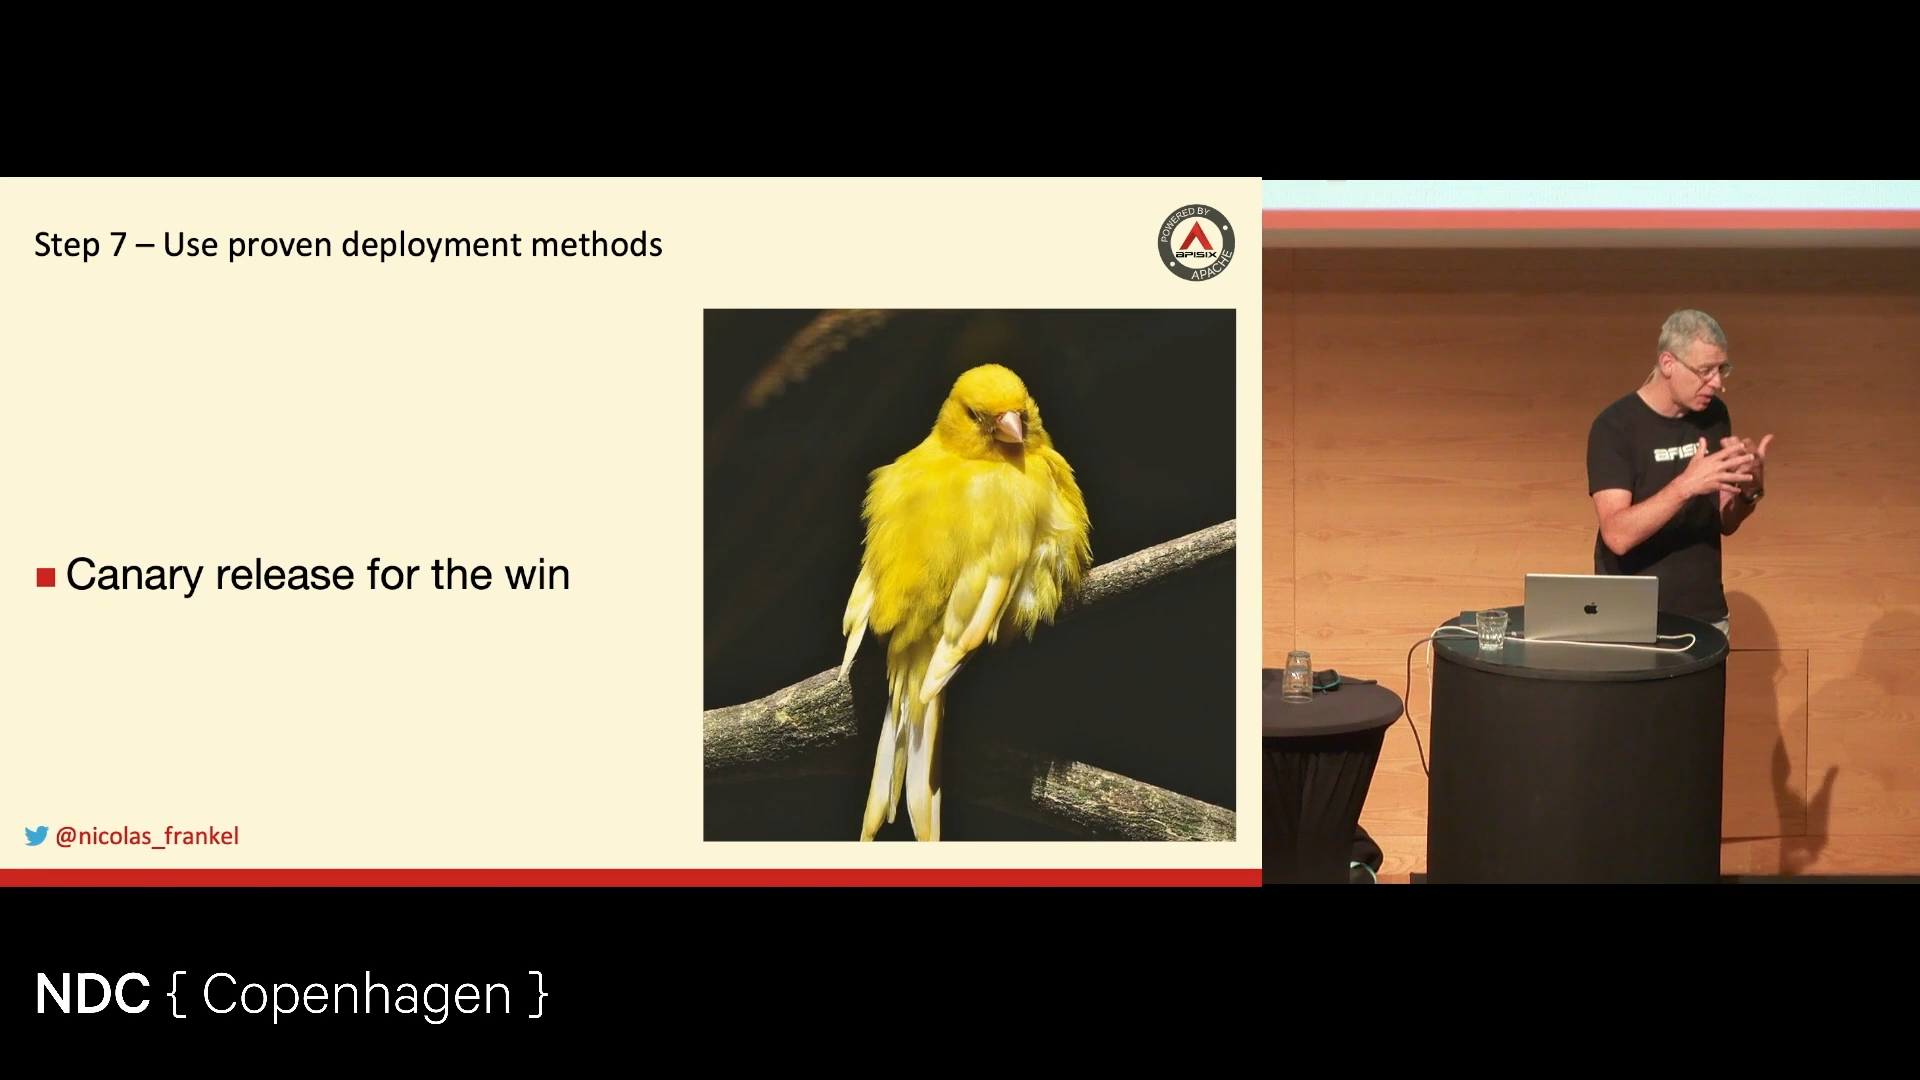 Step 7 – Use proven deployment methods
POWERED BY
APISIX
APACHE
Canary release for the win
@nicolas_frankel
NDC { Copenhagen }